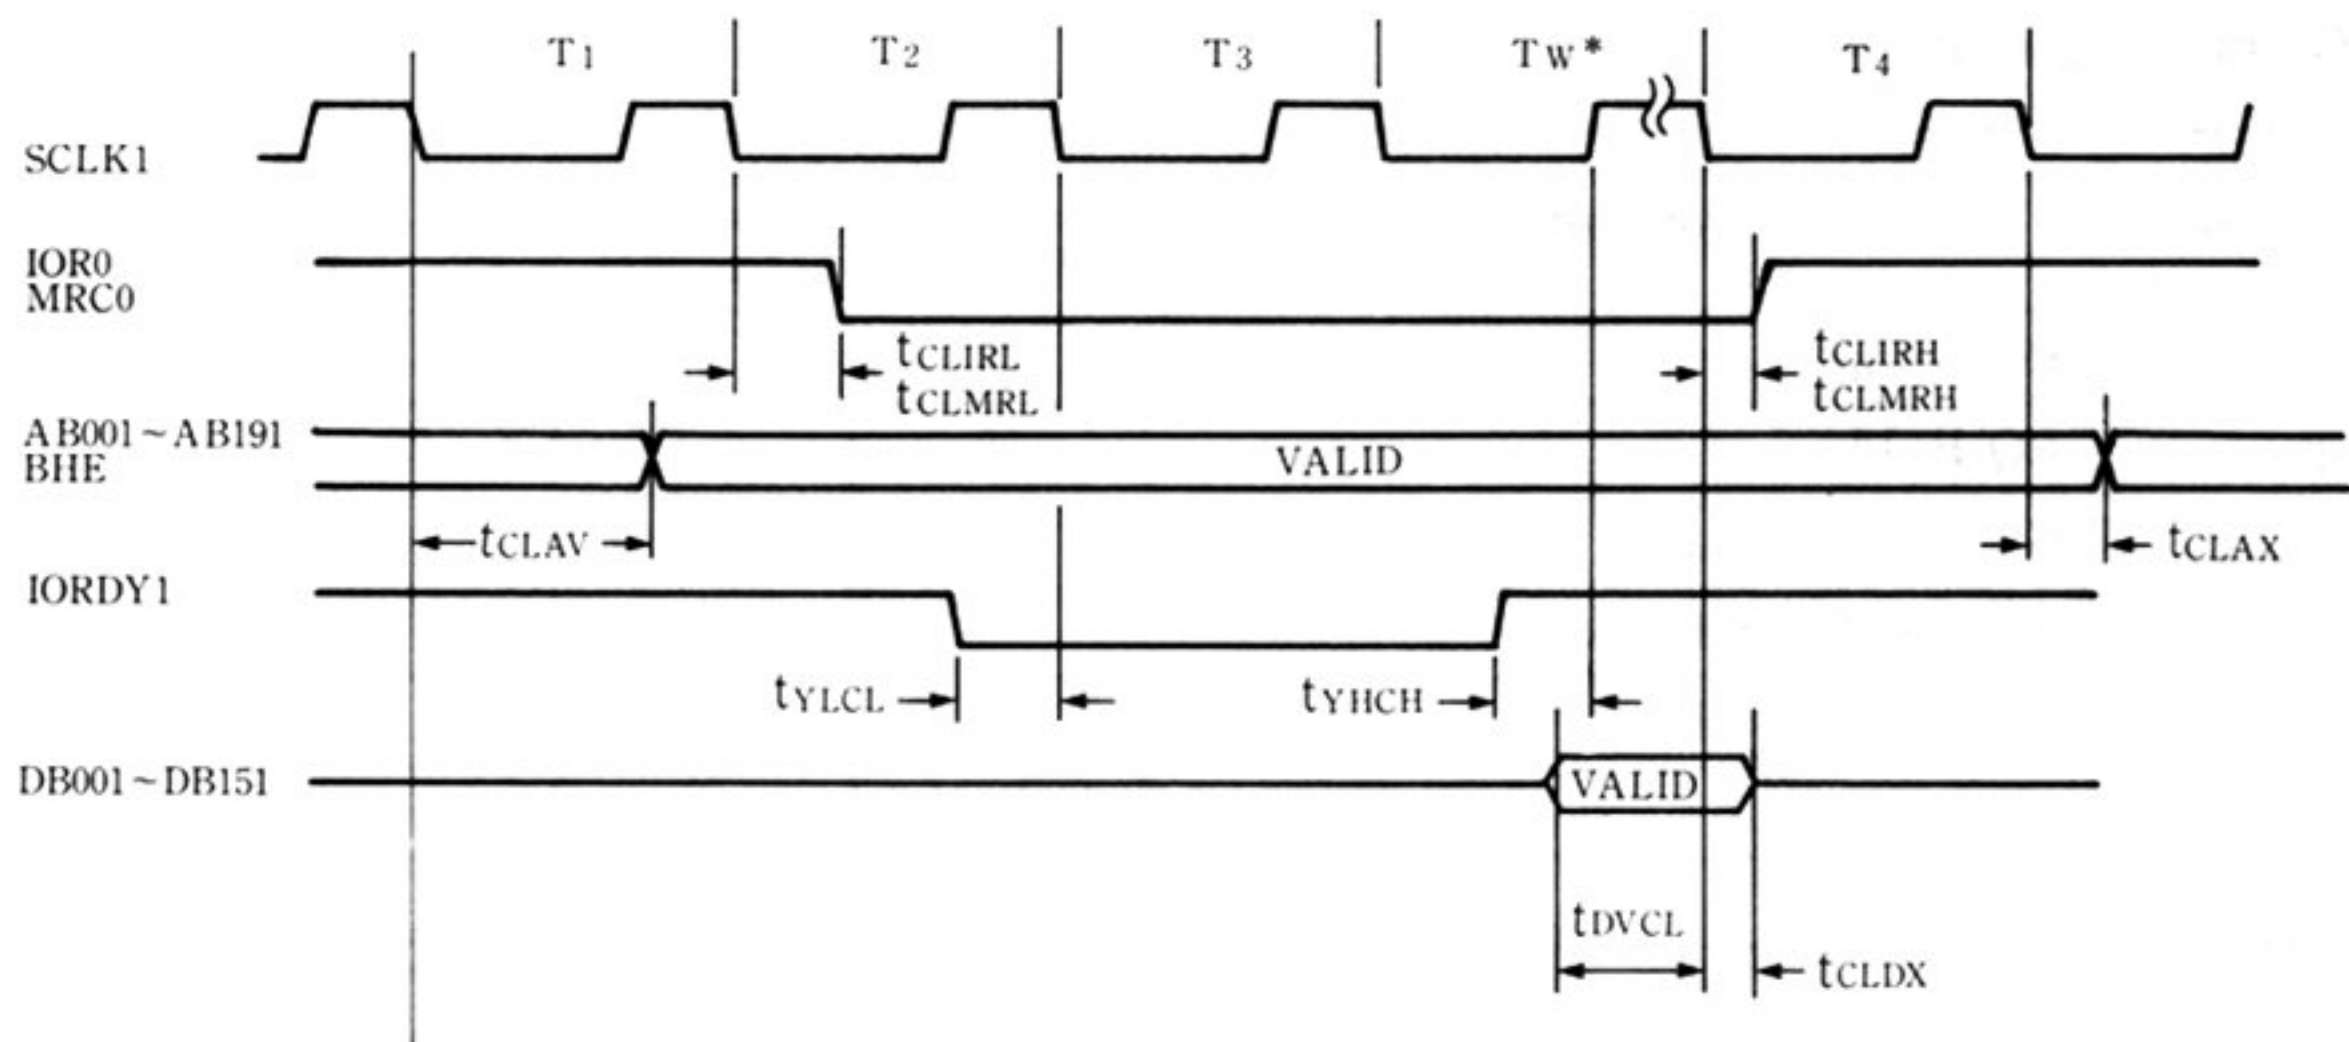 T1 T2 T3 TW* T4
SCLK1
IOR0
MRC0
tCLIRL
tCLMRL
tCLIRH
tCLMRH
AB001~AB191
BHE
VALID
tCLAV
tCLAX
IORDY1
tYLCL
tYHCH
DB001~DB151
VALID
tDVCL
tCLDX